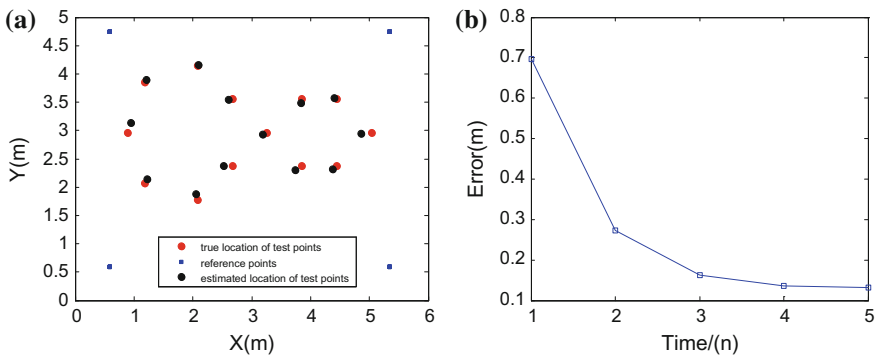 (a)
5
4.5
4
3.5
3
2.5
2
1.5
1
0.5
0
Y(m)
true location of test points
reference points
estimated location of test points
0 1 2 3 4 5 6
X(m)
(b)
0.8
0.7
0.6
0.5
0.4
0.3
0.2
0.1
Error(m)
1 2 3 4 5
Time/(n)